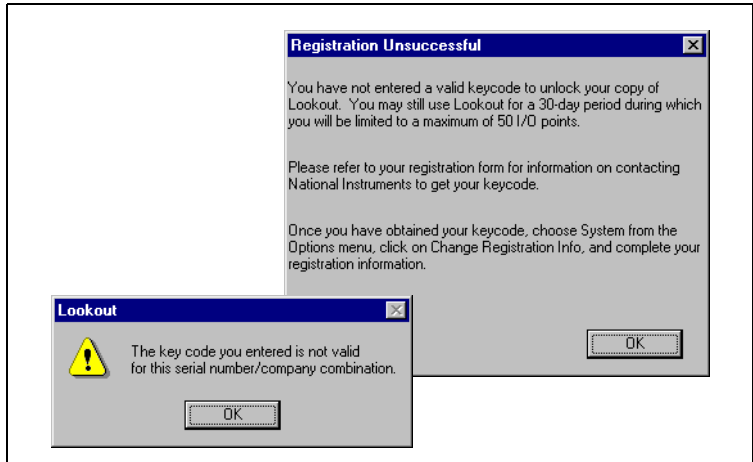 Registration Unsuccessful
You have not entered a valid keycode to unlock your copy of
Lookout. You may still use Lookout for a 30-day period during which
you will be limited to a maximum of 50 I/O points.
Please refer to your registration form for information on contacting
National Instruments to get your keycode.
Once you have obtained your keycode, choose System from the
Options menu, click on Change Registration Info, and complete your
registration information.
OK
Lookout
The key code you entered is not valid
for this serial number/company combination.
OK